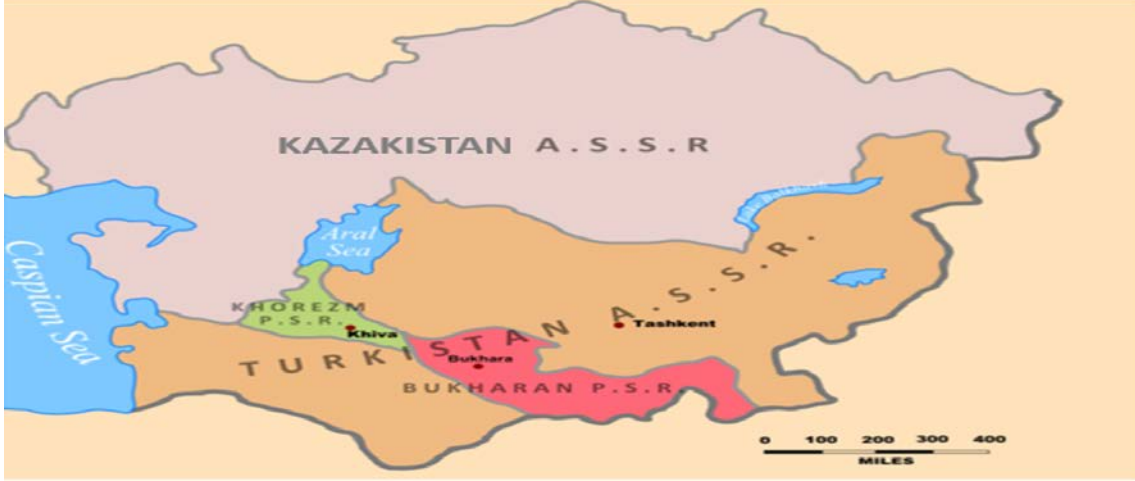 KAZAKISTAN A.S.S.R
Aral
Sea
Caspian Sea
KHOREZM
P.S.R.
Khiva
TURKISTAN A.S.S.R.
Tashkent
Bukhara
BUKHARAN P.S.R.
0 100 200 300 400
MILES